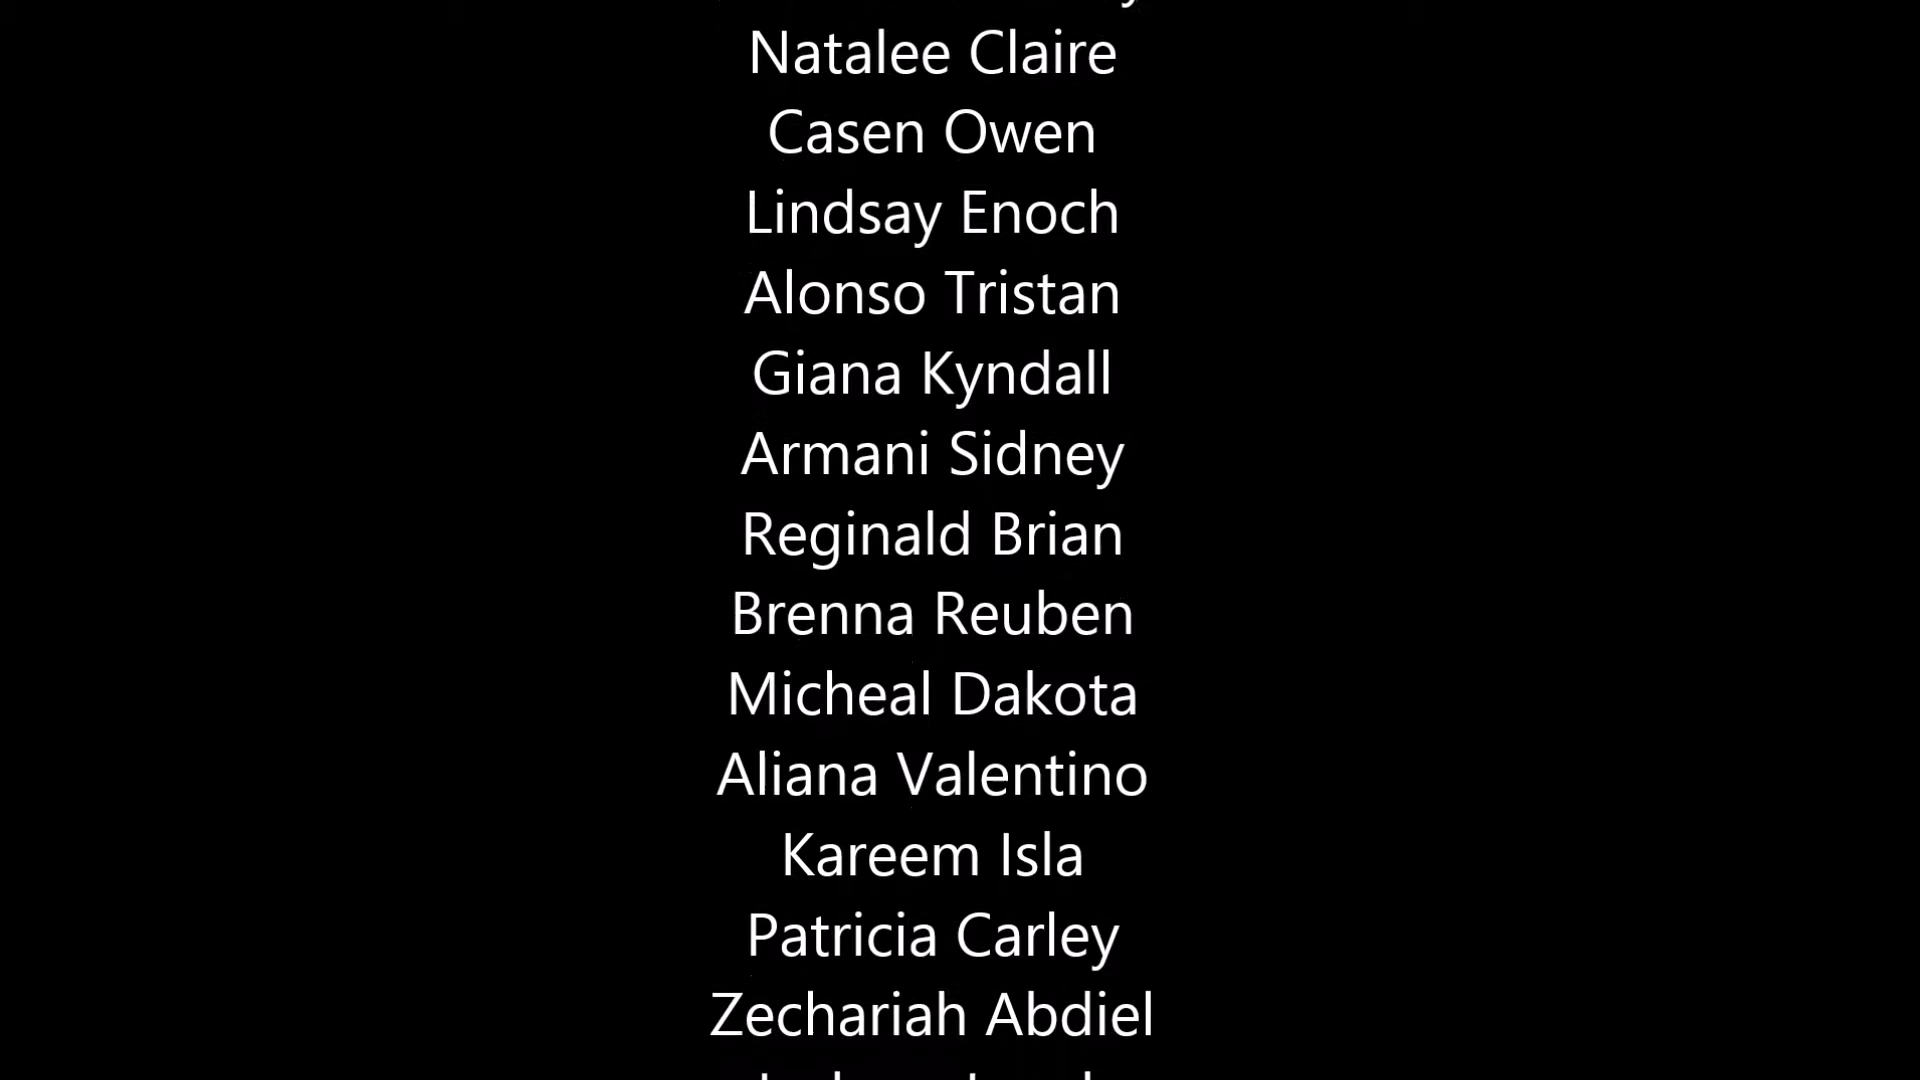 Natalee Claire
Casen Owen
Lindsay Enoch
Alonso Tristan
Giana Kyndall
Armani Sidney
Reginald Brian
Brenna Reuben
Micheal Dakota
Aliana Valentino
Kareem Isla
Patricia Carley
Zechariah Abdiel